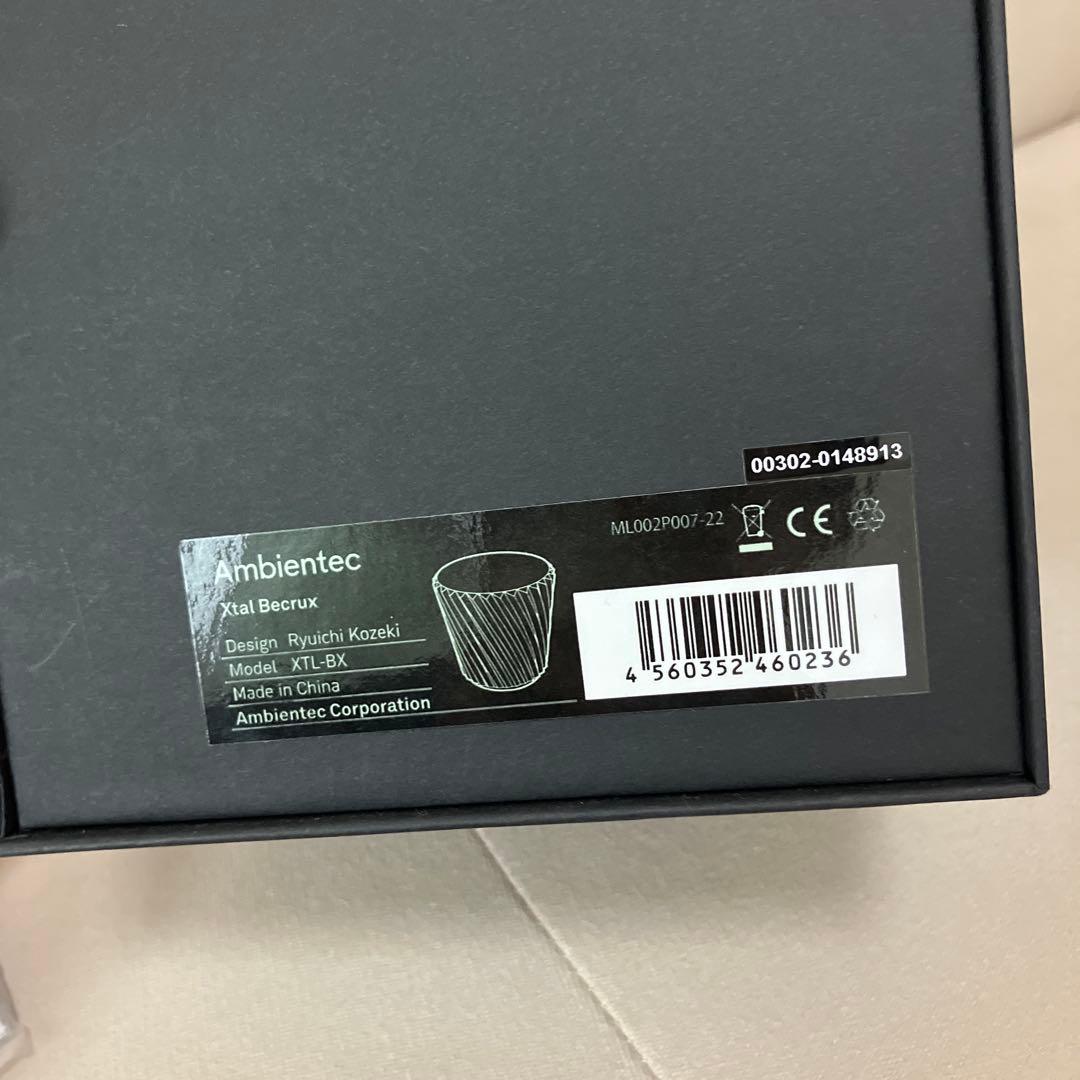 00302-0148913
ML002P007-22 CE
Ambientec
Xtal Becrux
Design Ryuichi Kozeki
Model XTL-BX
Made in China
Ambientec Corporation
4 560352 460236